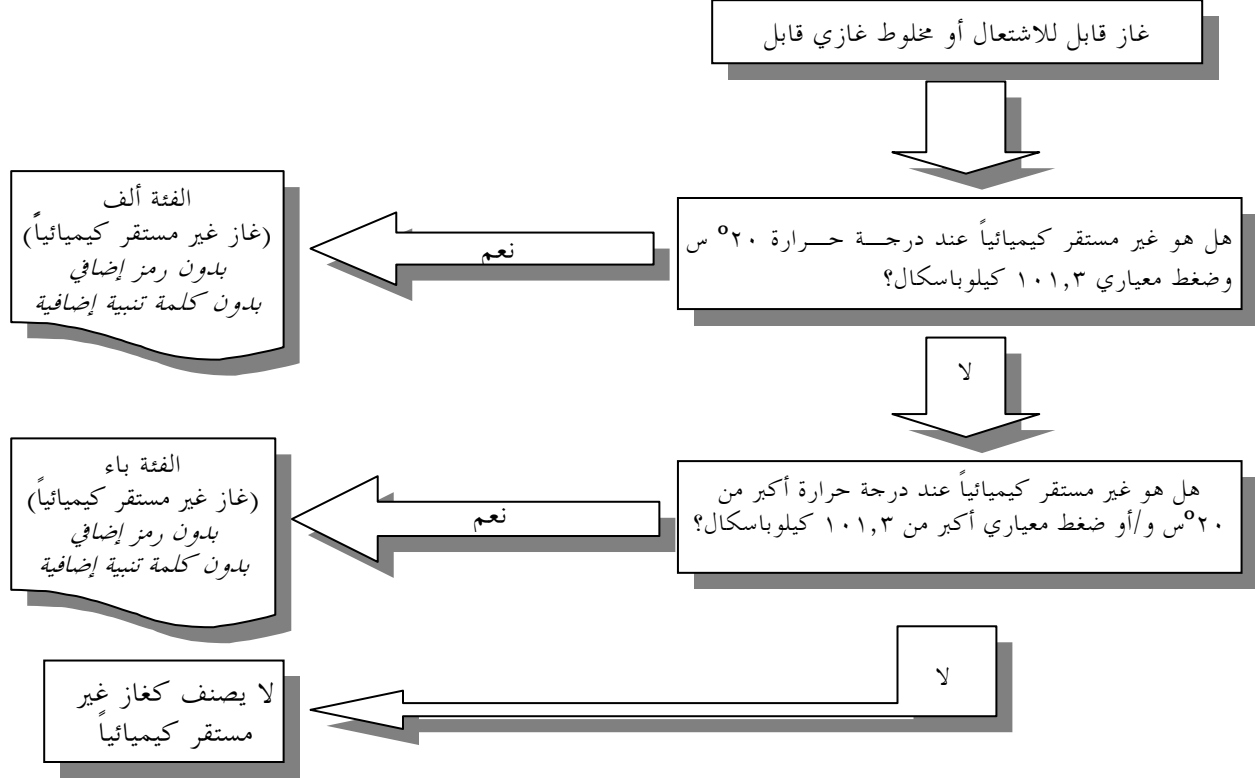 غاز قابل للاشتعال أو مخلوط غازي قابل
هل هو غير مستقر كيميائياً عند درجــة حــرارة ٢٠° س
وضغط معياري ١٠١,٣ كيلوباسكال؟
نعم
الفئة ألف
(غاز غير مستقر كيميائياً)
بدون رمز إضافي
بدون كلمة تنبية إضافية
لا
هل هو غير مستقر كيميائياً عند درجة حرارة أكبر من
٢٠°س و/أو ضغط معياري أكبر من ١٠١,٣ كيلوباسكال؟
نعم
الفئة باء
(غاز غير مستقر كيميائياً)
بدون رمز إضافي
بدون كلمة تنبية إضافية
لا
لا يصنف كغاز غير
مستقر كيميائياً